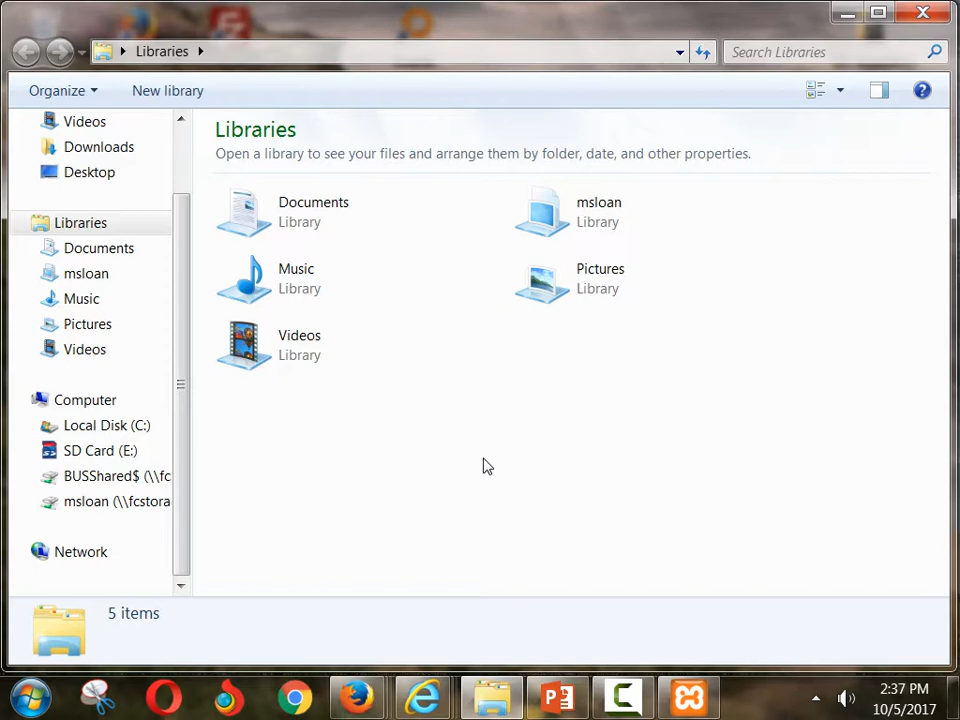 Libraries
Search Libraries
Organize
New library
Videos
Downloads
Desktop
Libraries
Documents
msloan
Music
Pictures
Videos
Computer
Local Disk (C:)
SD Card (E:)
BUSShared$ (\\fc
msloan (\\fcstora
Network
Libraries
Open a library to see your files and arrange them by folder, date, and other properties.
Documents
Library
msloan
Library
Music
Library
Pictures
Library
Videos
Library
5 items
2:37 PM
10/5/2017